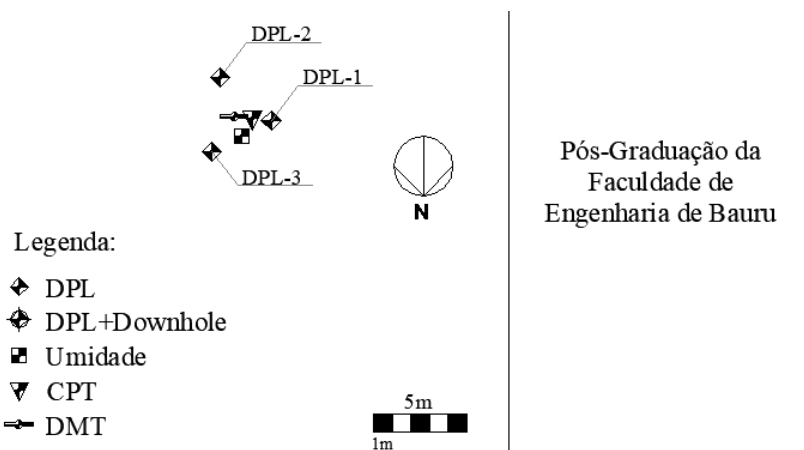 DPL-2
DPL-1
DPL-3
N
Pós-Graduação da
Faculdade de
Engenharia de Bauru
Legenda:
DPL
DPL+Downhole
Umidade
CPT
DMT
5m
1m